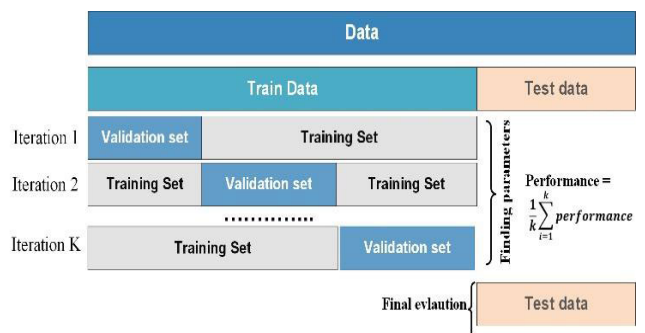 Data
Train Data Test data
Iteration 1 Validation set Training Set
Iteration 2 Training Set Validation set Training Set
Iteration K Training Set Validation set
Finding parameters
Performance =
1/k ∑ᵢ₌₁ᵏ performance
Final evlaution Test data